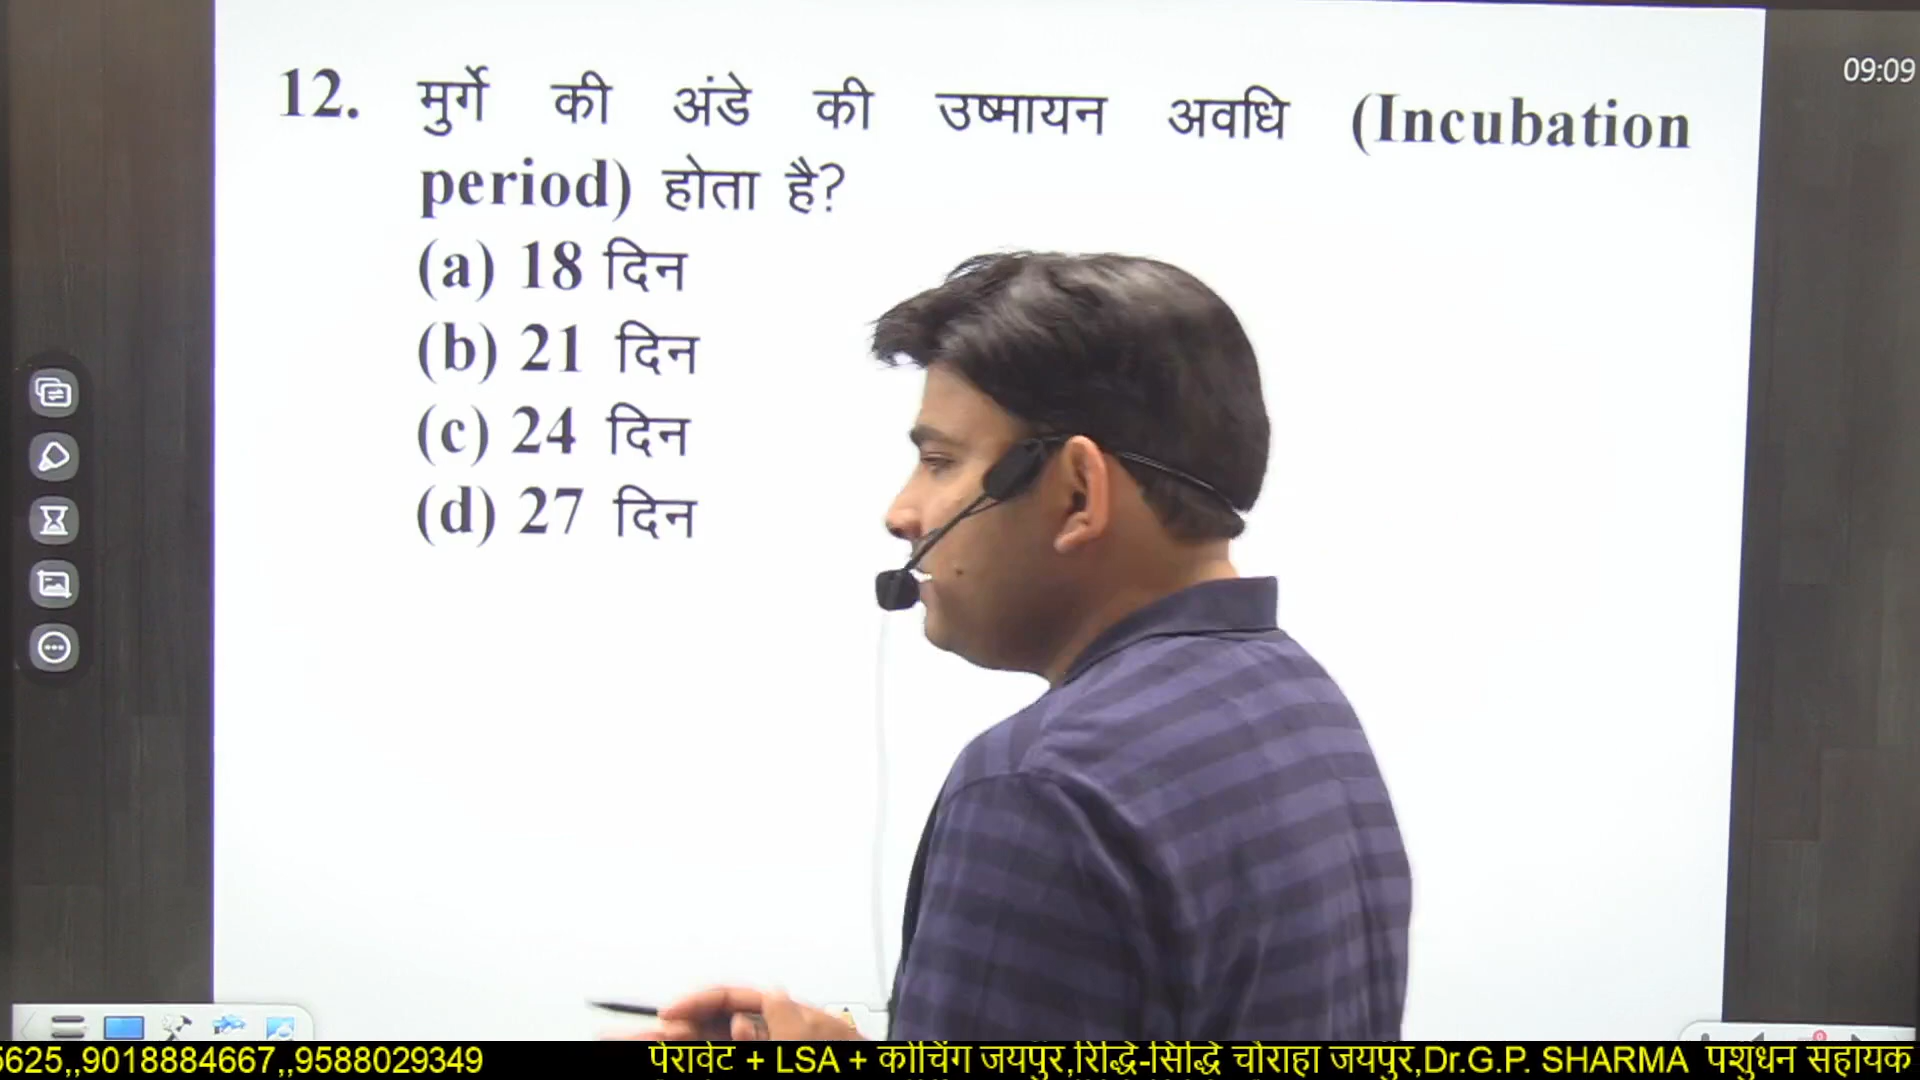 09:09
12. मुर्गे की अंडे की उष्मायन अवधि (Incubation
period) होता है?
(a) 18 दिन
(b) 21 दिन
(c) 24 दिन
(d) 27 दिन
5625,,9018884667,,9588029349 पेरावेट + LSA + कोचिंग जयपुर,रिद्धि-सिद्धि चौराहा जयपुर,Dr.G.P. SHARMA पशुधन सहायक